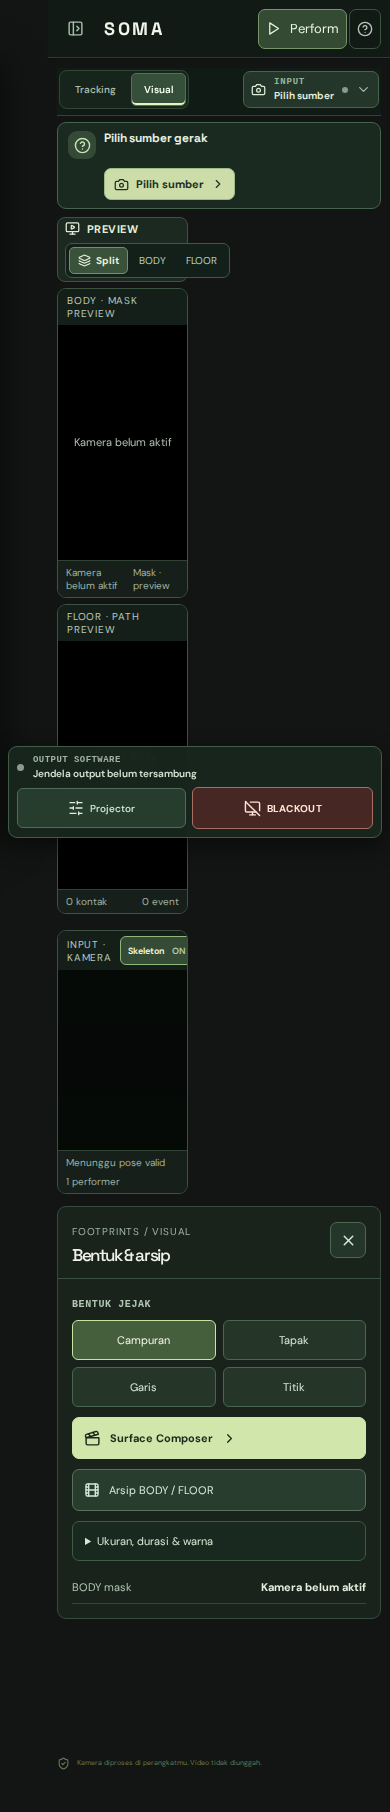 SOMA
Perform
Tracking
Visual
INPUT
Pilih sumber
Pilih sumber gerak
Pilih sumber
PREVIEW
Split
BODY
FLOOR
BODY · MASK
PREVIEW
Kamera belum aktif
Kamera
belum aktif
Mask ·
preview
FLOOR · PATH
PREVIEW
OUTPUT SOFTWARE
Jendela output belum tersambung
Projector
BLACKOUT
0 kontak
0 event
INPUT ·
KAMERA
Skeleton ON
Menunggu pose valid
1 performer
FOOTPRINTS / VISUAL
Bentuk & arsip
BENTUK JEJAK
Campuran
Tapak
Garis
Titik
Surface Composer
Arsip BODY / FLOOR
Ukuran, durasi & warna
BODY mask
Kamera belum aktif
Kamera diproses di perangkatmu. Video tidak diunggah.